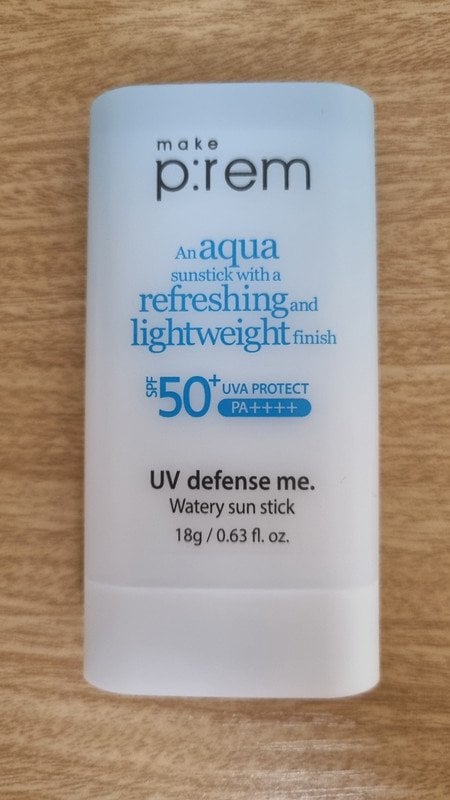 make
p:rem
An aqua
sunstick with a
refreshing and
lightweight finish
SPF 50+ UVA PROTECT
PA++++
UV defense me.
Watery sun stick
18g / 0.63 fl. oz.